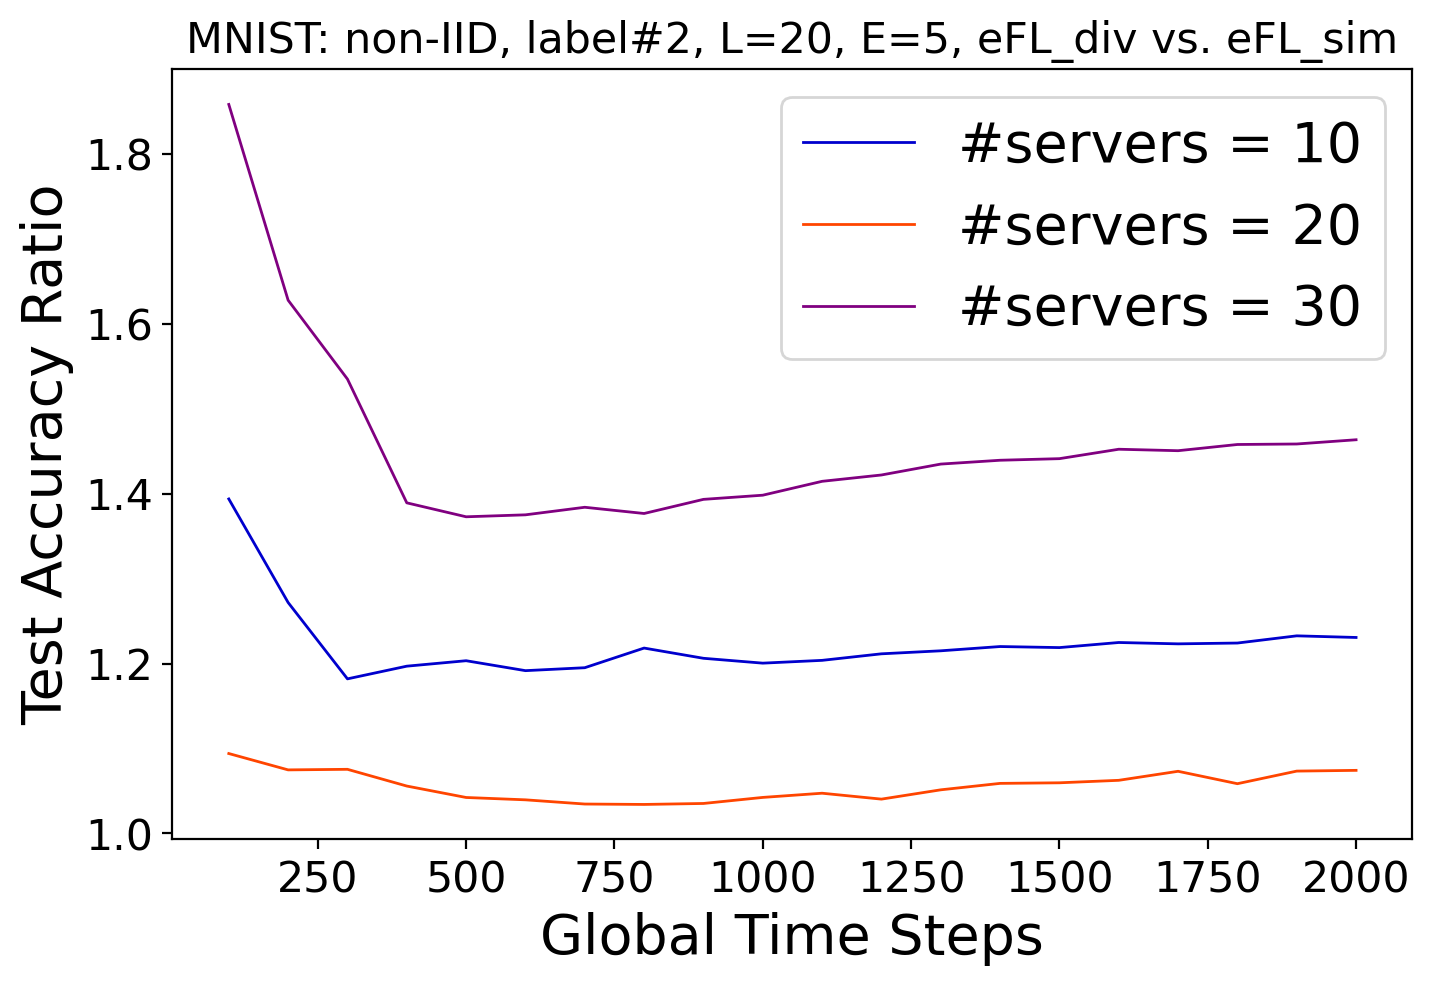 MNIST: non-IID, label#2, L=20, E=5, eFL_div vs. eFL_sim
#servers = 10
#servers = 20
#servers = 30
Test Accuracy Ratio
1.8
1.6
1.4
1.2
1.0
250 500 750 1000 1250 1500 1750 2000
Global Time Steps